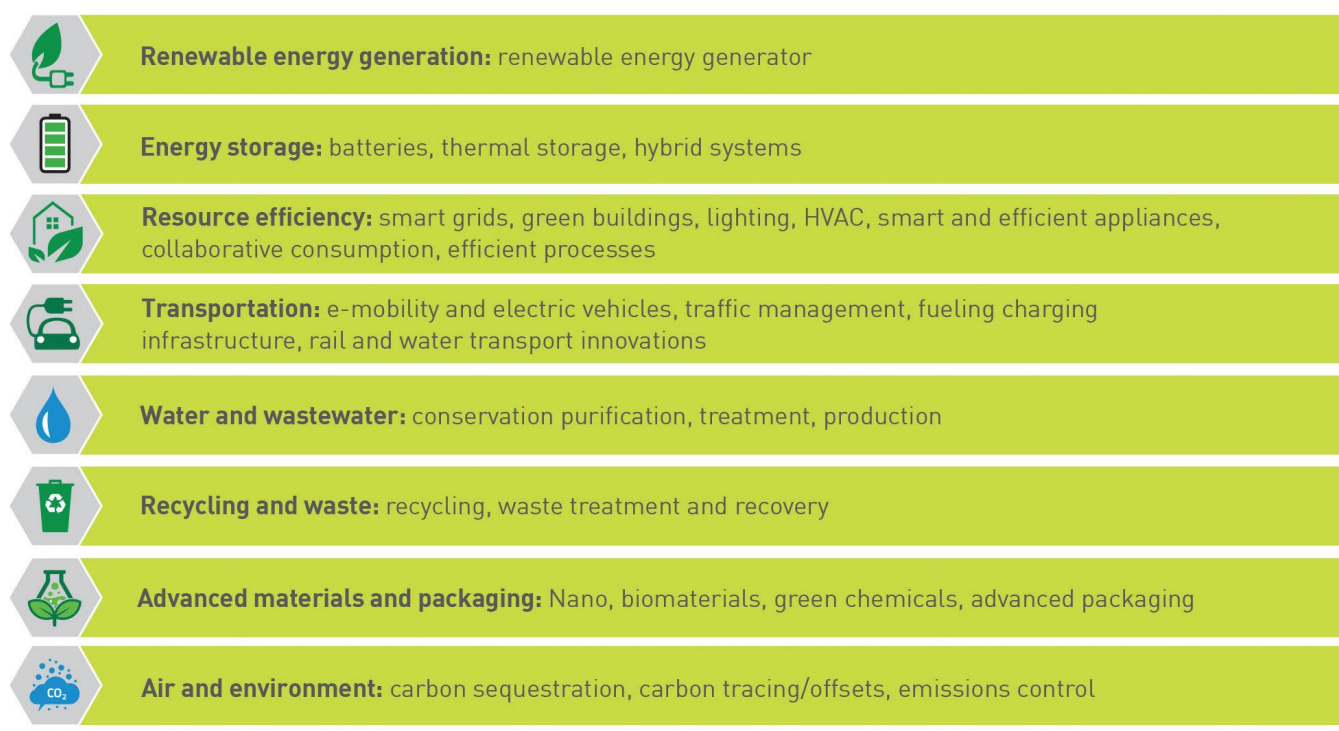 Renewable energy generation: renewable energy generator
Energy storage: batteries, thermal storage, hybrid systems
Resource efficiency: smart grids, green buildings, lighting, HVAC, smart and efficient appliances,
collaborative consumption, efficient processes
Transportation: e-mobility and electric vehicles, traffic management, fueling charging
infrastructure, rail and water transport innovations
Water and wastewater: conservation purification, treatment, production
Recycling and waste: recycling, waste treatment and recovery
Advanced materials and packaging: Nano, biomaterials, green chemicals, advanced packaging
CO₂
Air and environment: carbon sequestration, carbon tracing/offsets, emissions control